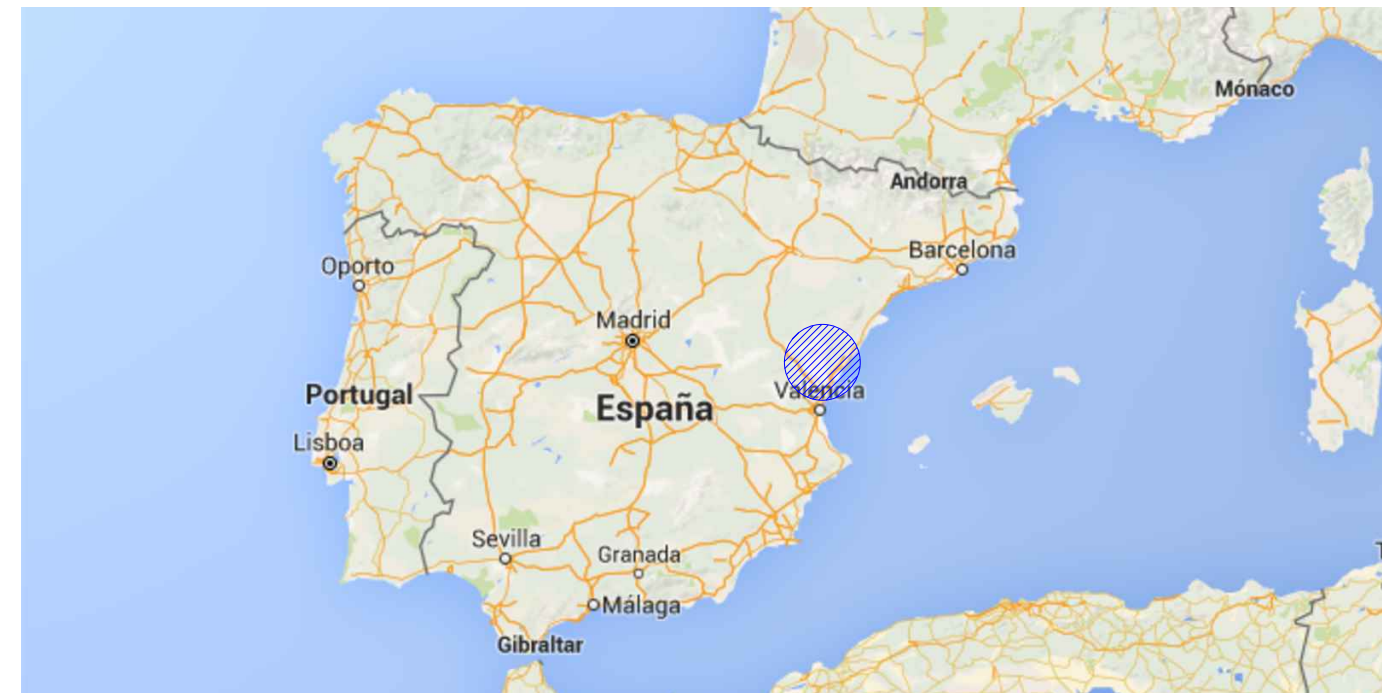 Mónaco
Andorra
Barcelona
Oporto
Madrid
Valencia
Portugal
España
Lisboa
Sevilla
Granada
Málaga
Gibraltar